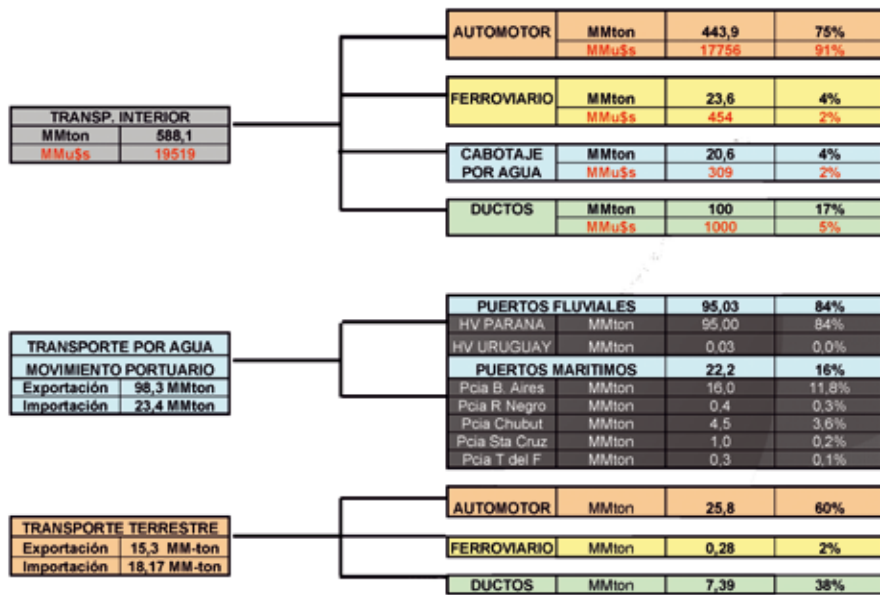 TRANSP. INTERIOR
MMton 588,1
MMu$s 19519
AUTOMOTOR MMton 443,9 75%
MMu$s 17756 91%
FERROVIARIO MMton 23,6 4%
MMu$s 454 2%
CABOTAJE MMton 20,6 4%
POR AGUA MMu$s 309 2%
DUCTOS MMton 100 17%
MMu$s 1000 5%
TRANSPORTE POR AGUA
MOVIMIENTO PORTUARIO
Exportación 98,3 MMton
Importación 23,4 MMton
PUERTOS FLUVIALES 95,03 84%
HV PARANA MMton 95,00 84%
HV URUGUAY MMton 0,03 0,0%
PUERTOS MARITIMOS 22,2 16%
Pcia B. Aires MMton 16,0 11,8%
Pcia R Negro MMton 0,4 0,3%
Pcia Chubut MMton 4,5 3,6%
Pcia Sta Cruz MMton 1,0 0,2%
Pcia T del F MMton 0,3 0,1%
TRANSPORTE TERRESTRE
Exportación 15,3 MM-ton
Importación 18,17 MM-ton
AUTOMOTOR MMton 25,8 60%
FERROVIARIO MMton 0,28 2%
DUCTOS MMton 7,39 38%